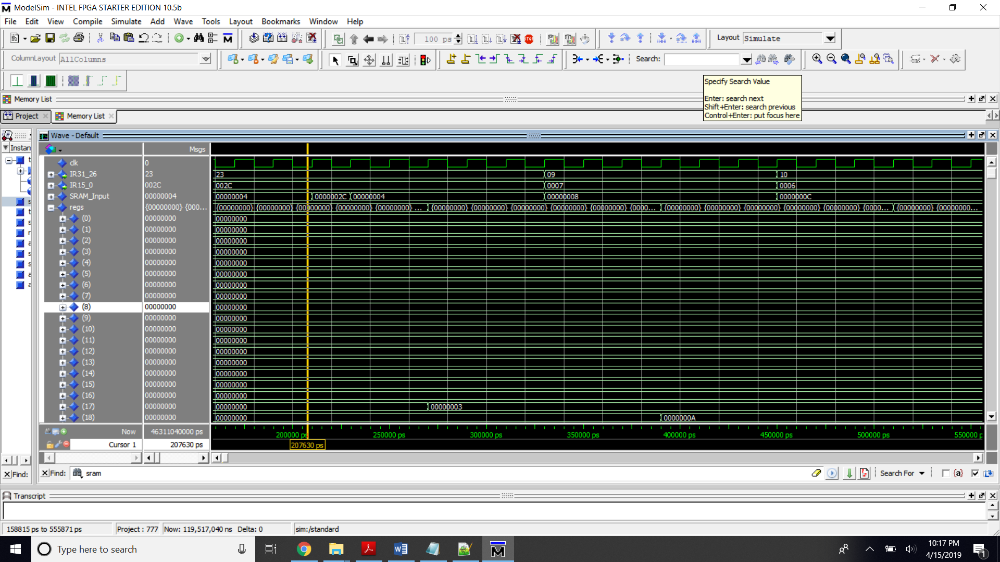 ModelSim - INTEL FPGA STARTER EDITION 10.5b
File Edit View Compile Simulate Add Wave Tools Layout Bookmarks Window Help
100 ps
Layout Simulate
ColumnLayout AllColumns
Search:
Specify Search Value
Enter: search next
Shift+Enter: search previous
Control+Enter: put focus here
Memory List
Project Memory List
Wave - Default
Instan
Msgs
clk 0
IR31_26 23 23 09 10
IR15_0 002C 002C 0007 0006
SRAM_Input 00000004 00000004 0000002C 00000004 00000008 0000000C
regs {00000000} {000... {00000000} {00000000} {00000000} {00000000} {00000000} ... {00000000} {00000000} {00000000} {00000000} {00000000} {0000... {00000000} {00000000} {00000000} {00000000} {00000000} {0000... {00000000} {00000000...
(0) 00000000 00000000
(1) 00000000 00000000
(2) 00000000 00000000
(3) 00000000 00000000
(4) 00000000 00000000
(5) 00000000 00000000
(6) 00000000 00000000
(7) 00000000 00000000
(8) 00000000 00000000
(9) 00000000 00000000
(10) 00000000 00000000
(11) 00000000 00000000
(12) 00000000 00000000
(13) 00000000 00000000
(14) 00000000 00000000
(15) 00000000 00000000
(16) 00000000 00000000
(17) 00000000 00000000 00000003
(18) 00000000 00000000 0000000A
Now 46311040000 ps 200000 ps 250000 ps 300000 ps 350000 ps 400000 ps 450000 ps 500000 ps 550000 p
Cursor 1 207630 ps 207630 ps
Find:
Find: sram Search For {a}
Transcript
158815 ps to 555871 ps Project : 777 Now: 119,517,040 ns Delta: 0 sim:/standard
Type here to search
10:17 PM
4/15/2019
1